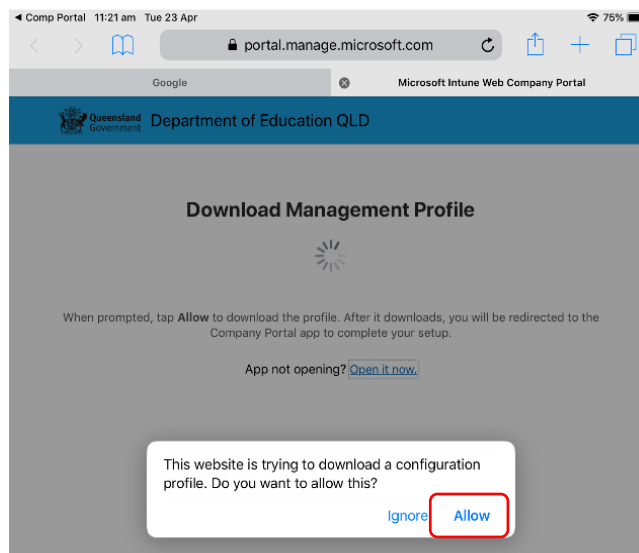 Comp Portal 11:21 am Tue 23 Apr 75%
portal.manage.microsoft.com
Google Microsoft Intune Web Company Portal
Queensland
Government
Department of Education QLD
Download Management Profile
When prompted, tap Allow to download the profile. After it downloads, you will be redirected to the
Company Portal app to complete your setup.
App not opening? Open it now.
This website is trying to download a configuration
profile. Do you want to allow this?
Ignore Allow